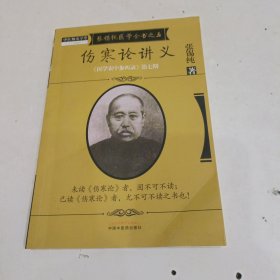 张锡纯医学全书之五
伤寒论讲义
《医学衷中参西录》第七期
张锡纯 著
未读《伤寒论》者，固不可不读；
已读《伤寒论》者，尤不可不读之书也！
中国中医药出版社